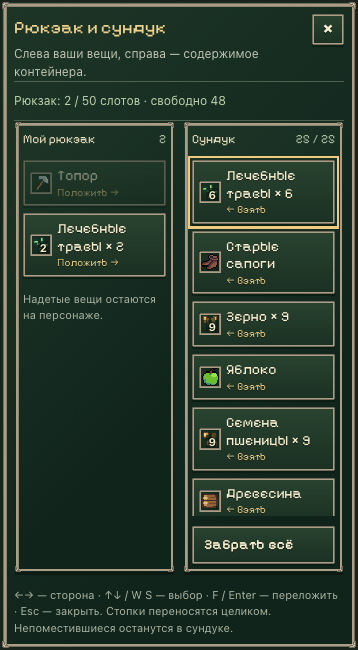 Рюкзак и сундук
×
Слева ваши вещи, справа — содержимое
контейнера.
Рюкзак: 2 / 50 слотов · свободно 48
Мой рюкзак 2
Топор
Положить →
2
Лечебные
травы × 2
Положить →
Надетые вещи остаются
на персонаже.
Сундук 25 / 25
6
Лечебные
травы × 6
← Взять
Старые
сапоги
← Взять
9
Зерно × 9
← Взять
Яблоко
← Взять
9
Семена
пшеницы × 9
← Взять
Древесина
← Взять
Забрать всё
←→ — сторона · ↑↓ / W S — выбор · F / Enter — переложить
· Esc — закрыть. Стопки переносятся целиком.
Непоместившиеся останутся в сундуке.